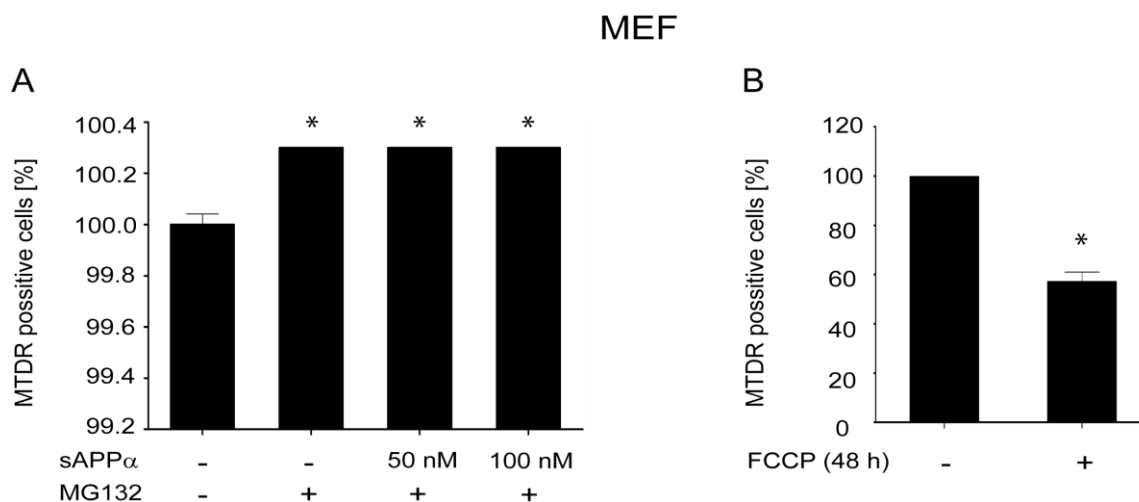 MEF
A
MTDR possitive cells [%]
100.4
100.2
100.0
99.8
99.6
99.4
99.2
* * *
sAPPα - - 50 nM 100 nM
MG132 - + + +
B
MTDR possitive cells [%]
120
100
80
60
40
20
0
*
FCCP (48 h) - +